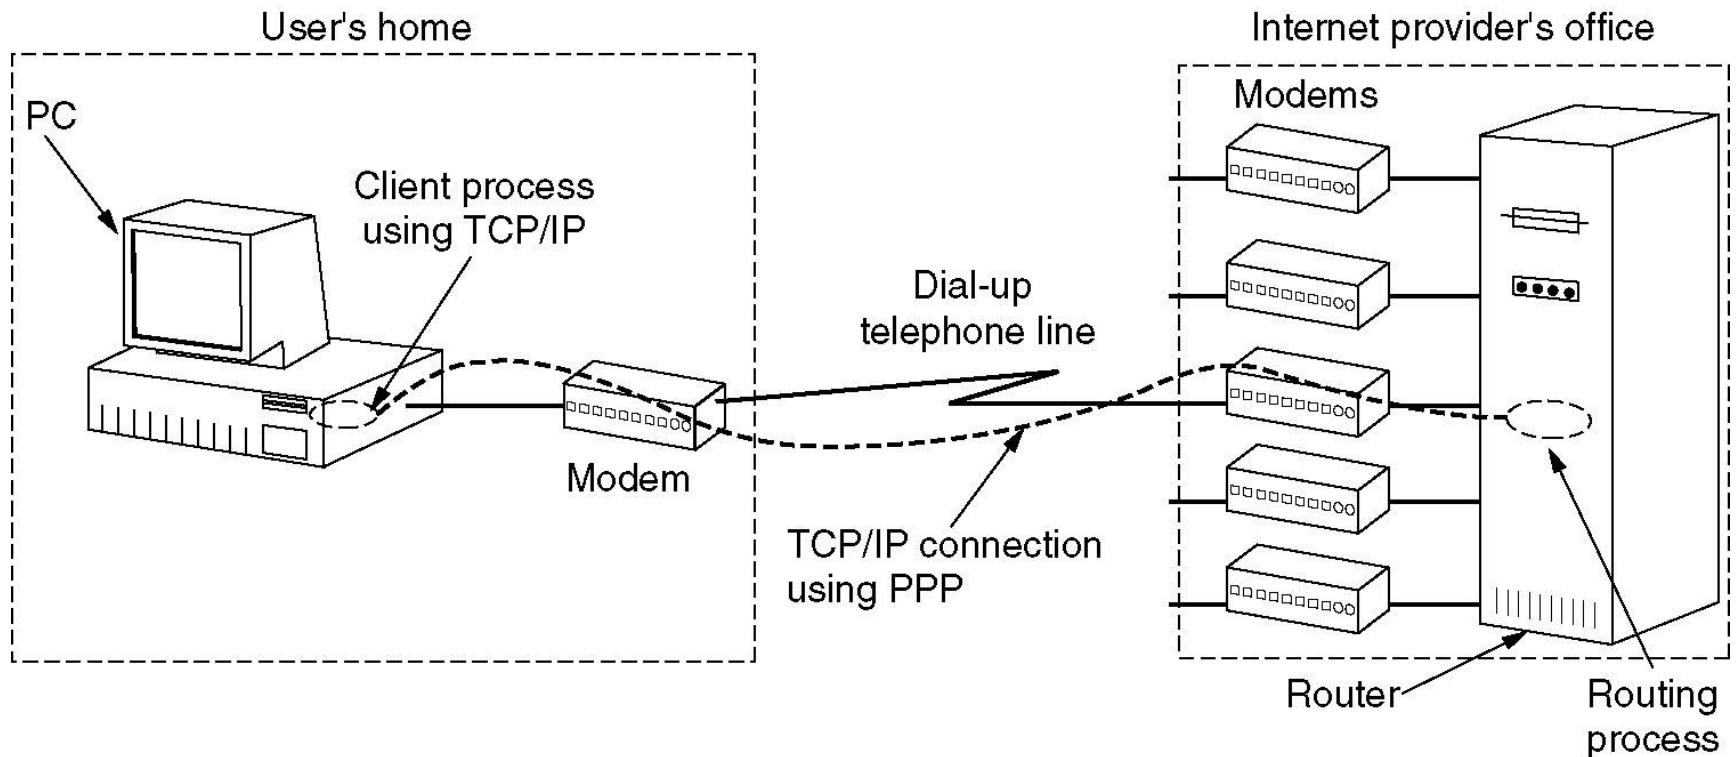 User's home
Internet provider's office
PC
Client process
using TCP/IP
Modem
Dial-up
telephone line
TCP/IP connection
using PPP
Modems
Router
Routing
process